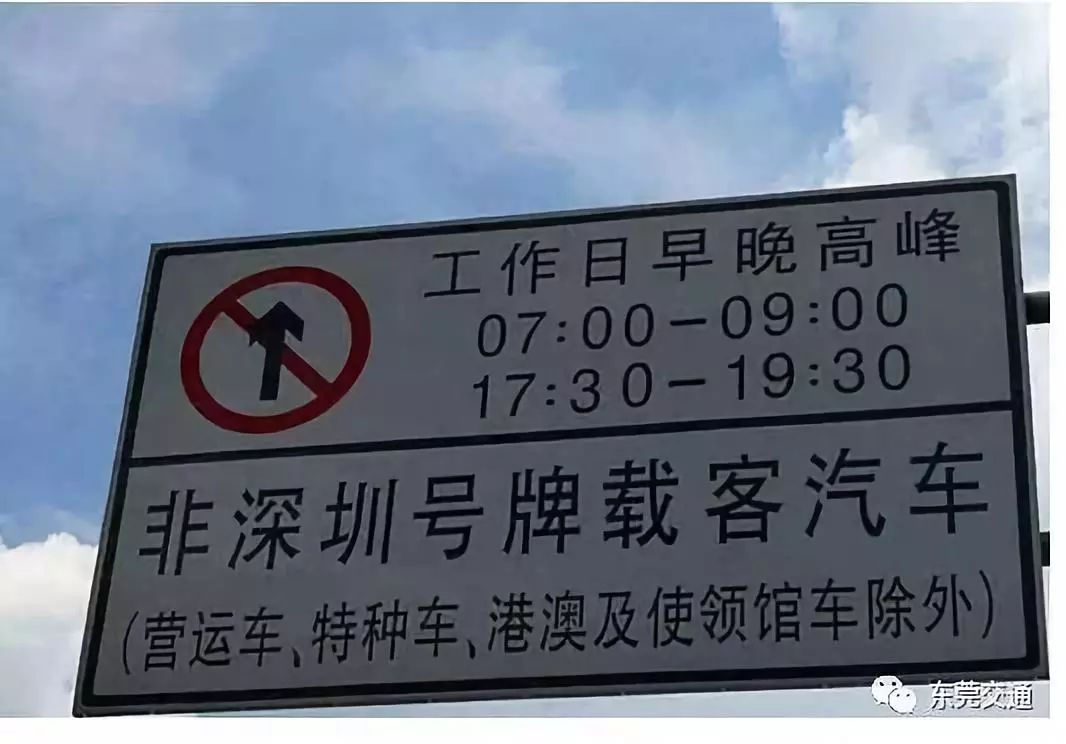 工作日早晚高峰
07:00-09:00
17:30-19:30
非深圳号牌载客汽车
(营运车、特种车、港澳及使领馆车除外)
东莞交通